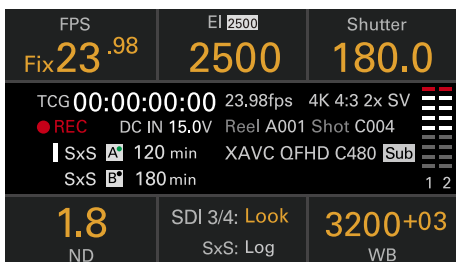 FPS
Fix23.98
EI 2500
2500
Shutter
180.0
TCG 00:00:00:00 23.98fps 4K 4:3 2x SV
REC DC IN 15.0V Reel A001 Shot C004
SxS A 120 min XAVC QFHD C480 Sub
SxS B 180 min
1 2
1.8
ND
SDI 3/4: Look
SxS: Log
3200+03
WB